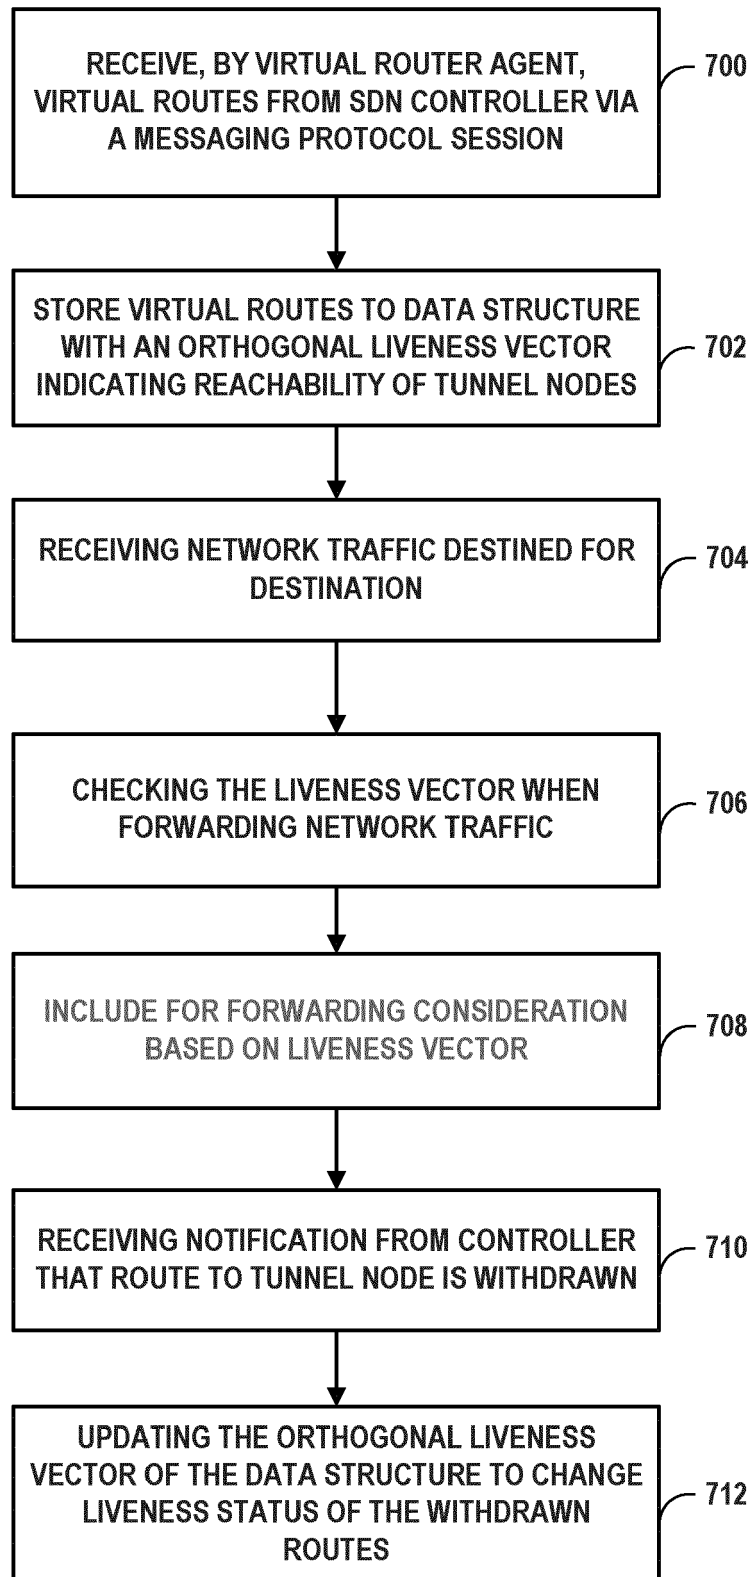 RECEIVE, BY VIRTUAL ROUTER AGENT,
VIRTUAL ROUTES FROM SDN CONTROLLER VIA
A MESSAGING PROTOCOL SESSION
700
STORE VIRTUAL ROUTES TO DATA STRUCTURE
WITH AN ORTHOGONAL LIVENESS VECTOR
INDICATING REACHABILITY OF TUNNEL NODES
702
RECEIVING NETWORK TRAFFIC DESTINED FOR
DESTINATION
704
CHECKING THE LIVENESS VECTOR WHEN
FORWARDING NETWORK TRAFFIC
706
INCLUDE FOR FORWARDING CONSIDERATION
BASED ON LIVENESS VECTOR
708
RECEIVING NOTIFICATION FROM CONTROLLER
THAT ROUTE TO TUNNEL NODE IS WITHDRAWN
710
UPDATING THE ORTHOGONAL LIVENESS
VECTOR OF THE DATA STRUCTURE TO CHANGE
LIVENESS STATUS OF THE WITHDRAWN
ROUTES
712